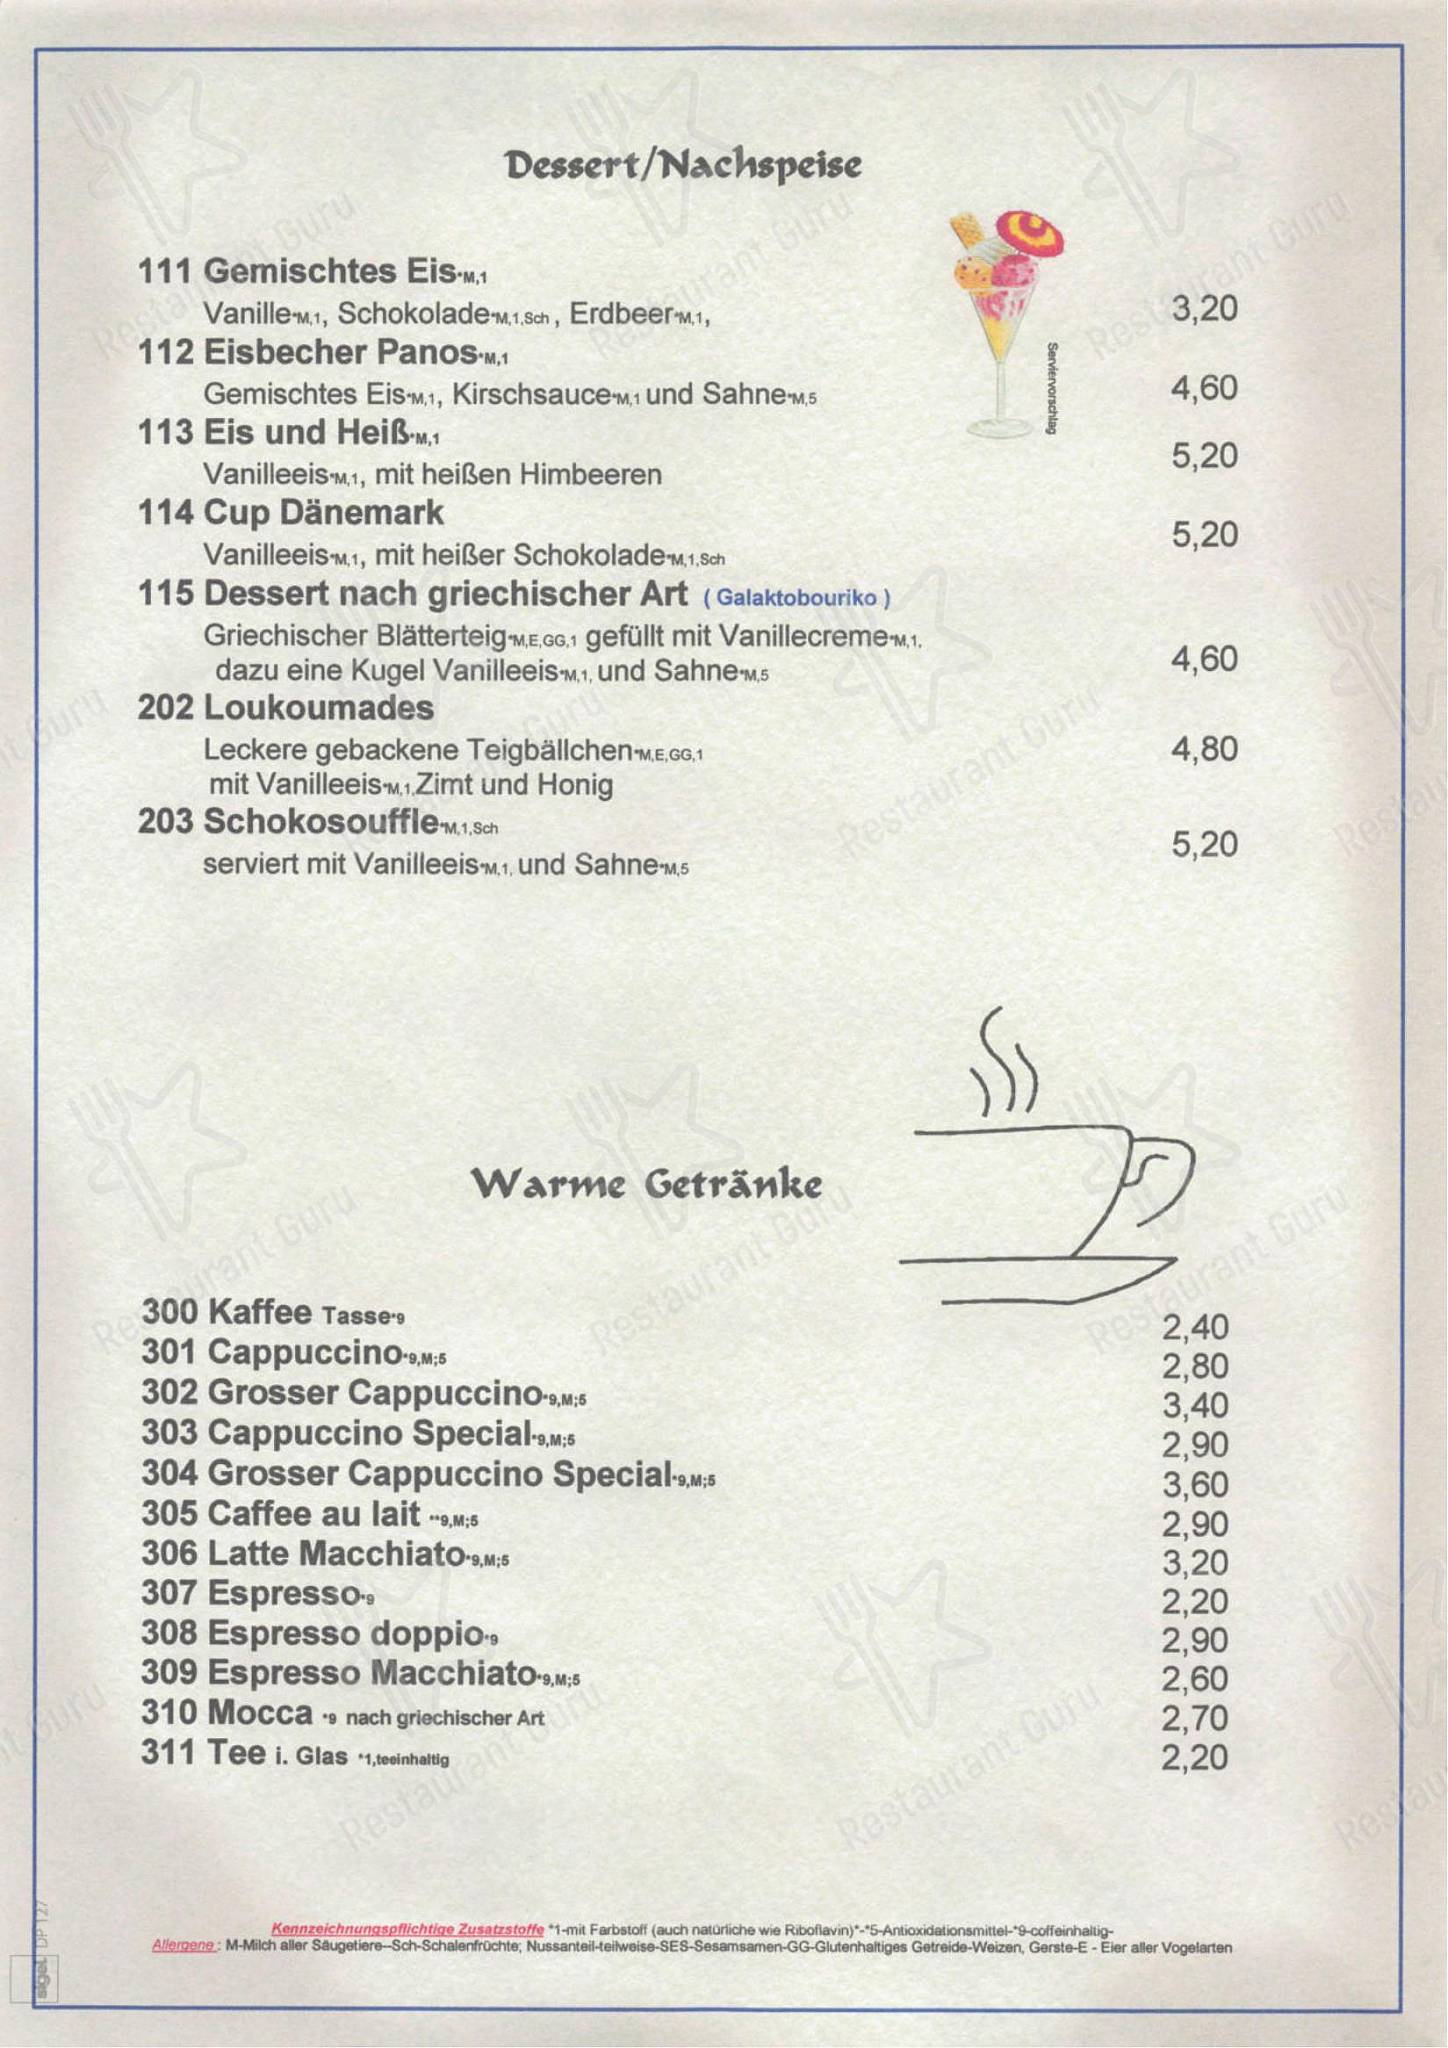 Dessert/Nachspeise
111 Gemischtes Eis*M,1
Vanille*M,1, Schokolade*M,1,Sch , Erdbeer*M,1, 3,20
112 Eisbecher Panos*M,1
Gemischtes Eis*M,1, Kirschsauce*M,1 und Sahne*M,5 4,60
113 Eis und Heiß*M,1
Vanilleeis*M,1, mit heißen Himbeeren 5,20
114 Cup Dänemark
Vanilleeis*M,1, mit heißer Schokolade*M,1,Sch 5,20
115 Dessert nach griechischer Art ( Galaktobouriko )
Griechischer Blätterteig*M,E,GG,1 gefüllt mit Vanillecreme*M,1,
dazu eine Kugel Vanilleeis*M,1, und Sahne*M,5 4,60
202 Loukoumades
Leckere gebackene Teigbällchen*M,E,GG,1 4,80
mit Vanilleeis*M,1,Zimt und Honig
203 Schokosouffle*M,1,Sch
serviert mit Vanilleeis*M,1, und Sahne*M,5 5,20
Serviervorschlag
Warme Getränke
300 Kaffee Tasse*9 2,40
301 Cappuccino*9,M;5 2,80
302 Grosser Cappuccino*9,M;5 3,40
303 Cappuccino Special*9,M;5 2,90
304 Grosser Cappuccino Special*9,M;5 3,60
305 Caffee au lait **9,M;5 2,90
306 Latte Macchiato*9,M;5 3,20
307 Espresso*9 2,20
308 Espresso doppio*9 2,90
309 Espresso Macchiato*9,M;5 2,60
310 Mocca *9 nach griechischer Art 2,70
311 Tee i. Glas *1,teeinhaltig 2,20
Kennzeichnungspflichtige Zusatzstoffe *1-mit Farbstoff (auch natürliche wie Riboflavin)*-*5-Antioxidationsmittel-*9-coffeinhaltig-
Allergene : M-Milch aller Säugetiere--Sch-Schalenfrüchte; Nussanteil-teilweise-SES-Sesamsamen-GG-Glutenhaltiges Getreide-Weizen, Gerste-E - Eier aller Vogelarten
sigel DP 127
Restaurant Guru